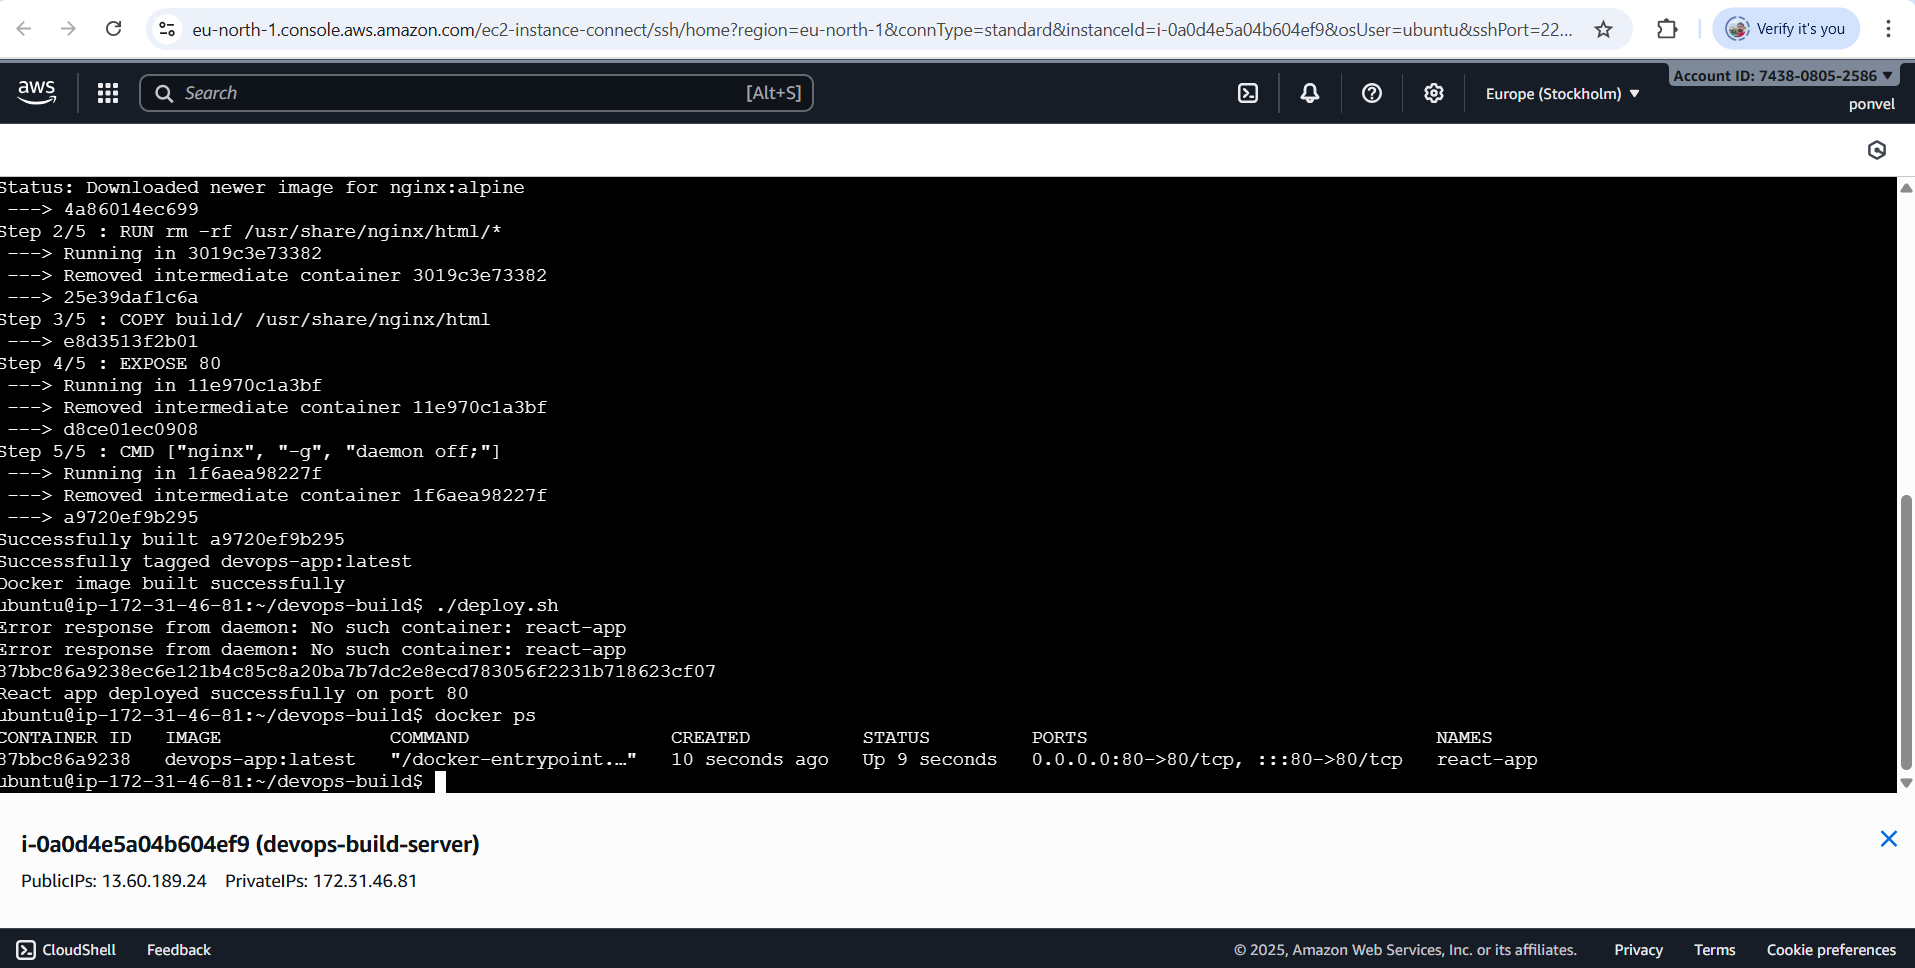 eu-north-1.console.aws.amazon.com/ec2-instance-connect/ssh/home?region=eu-north-1&connType=standard&instanceId=i-0a0d4e5a04b604ef9&osUser=ubuntu&sshPort=22...
Verify it's you
aws
Search
[Alt+S]
Europe (Stockholm)
Account ID: 7438-0805-2586
ponvel
Status: Downloaded newer image for nginx:alpine
---> 4a86014ec699
Step 2/5 : RUN rm -rf /usr/share/nginx/html/*
---> Running in 3019c3e73382
---> Removed intermediate container 3019c3e73382
---> 25e39daf1c6a
Step 3/5 : COPY build/ /usr/share/nginx/html
---> e8d3513f2b01
Step 4/5 : EXPOSE 80
---> Running in 11e970c1a3bf
---> Removed intermediate container 11e970c1a3bf
---> d8ce01ec0908
Step 5/5 : CMD ["nginx", "-g", "daemon off;"]
---> Running in 1f6aea98227f
---> Removed intermediate container 1f6aea98227f
---> a9720ef9b295
Successfully built a9720ef9b295
Successfully tagged devops-app:latest
Docker image built successfully
ubuntu@ip-172-31-46-81:~/devops-build$ ./deploy.sh
Error response from daemon: No such container: react-app
Error response from daemon: No such container: react-app
87bbc86a9238ec6e121b4c85c8a20ba7b7dc2e8ecd783056f2231b718623cf07
React app deployed successfully on port 80
ubuntu@ip-172-31-46-81:~/devops-build$ docker ps
CONTAINER ID IMAGE COMMAND CREATED STATUS PORTS NAMES
87bbc86a9238 devops-app:latest "/docker-entrypoint.…" 10 seconds ago Up 9 seconds 0.0.0.0:80->80/tcp, :::80->80/tcp react-app
ubuntu@ip-172-31-46-81:~/devops-build$
i-0a0d4e5a04b604ef9 (devops-build-server)
PublicIPs: 13.60.189.24 PrivateIPs: 172.31.46.81
CloudShell Feedback © 2025, Amazon Web Services, Inc. or its affiliates. Privacy Terms Cookie preferences